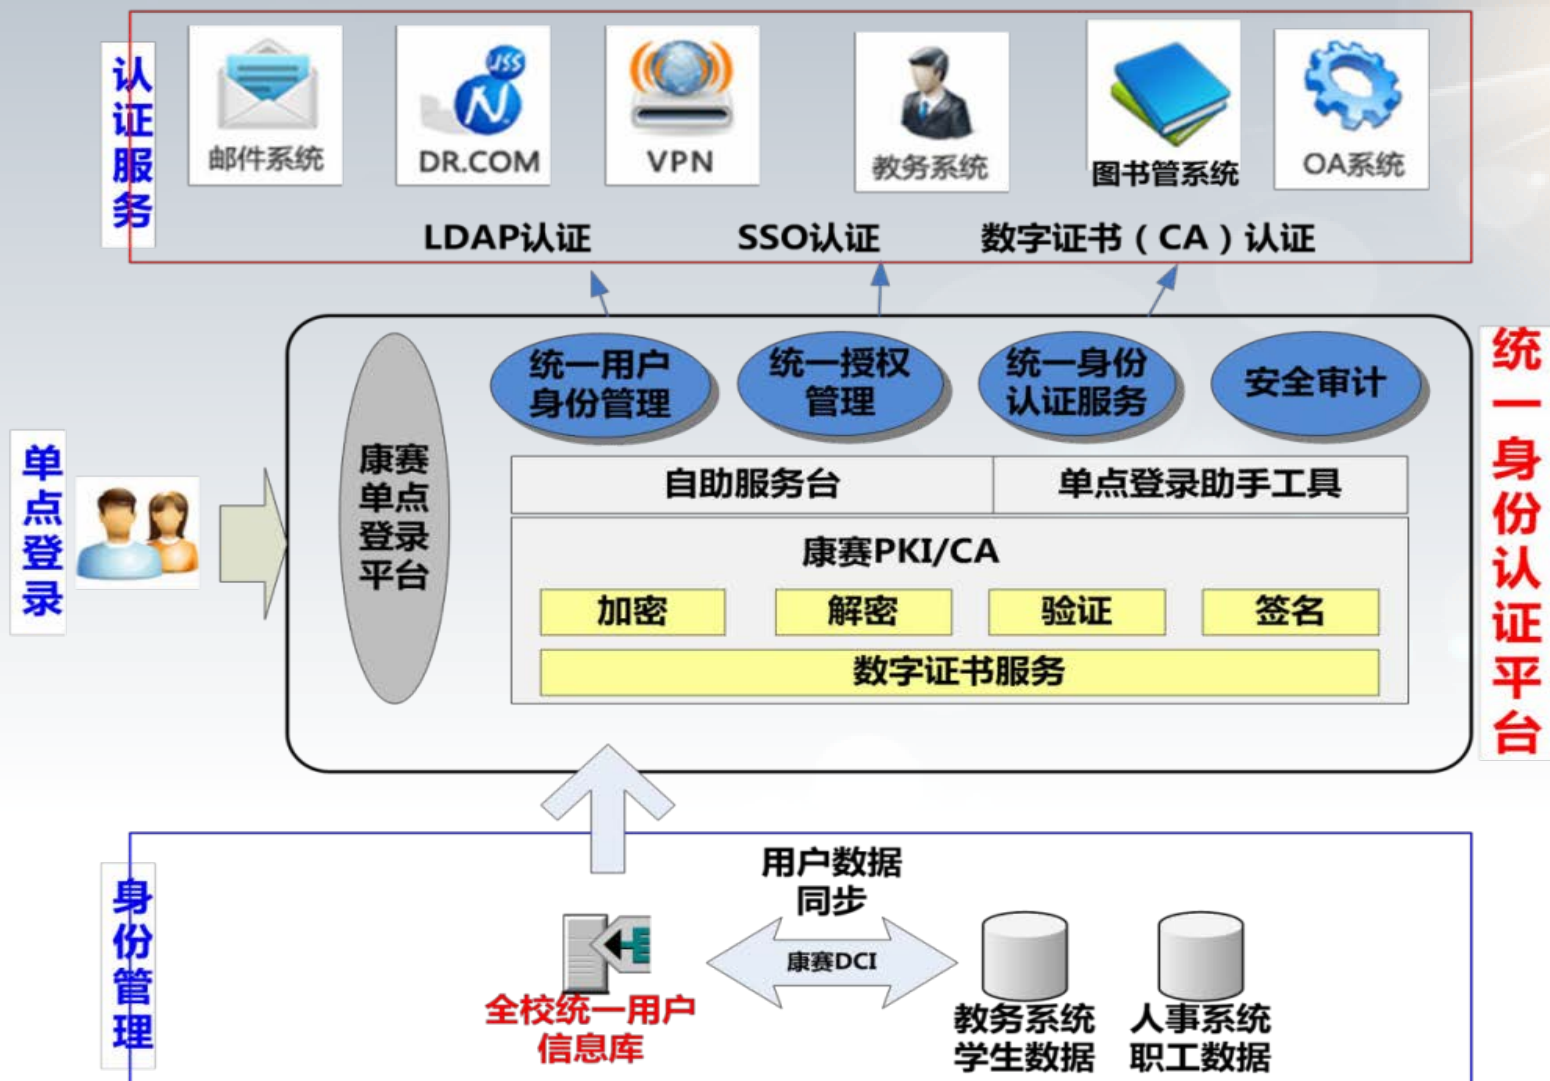 认证服务
邮件系统
JSS
N.
DR.COM
VPN
教务系统
图书管系统
OA系统
LDAP认证
SSO认证
数字证书（CA）认证
单点登录
康赛
单点
登录
平台
统一用户
身份管理
统一授权
管理
统一身份
认证服务
安全审计
自助服务台
单点登录助手工具
康赛PKI/CA
加密
解密
验证
签名
数字证书服务
统一身份认证平台
身份管理
用户数据
同步
康赛DCI
全校统一用户
信息库
教务系统
学生数据
人事系统
职工数据